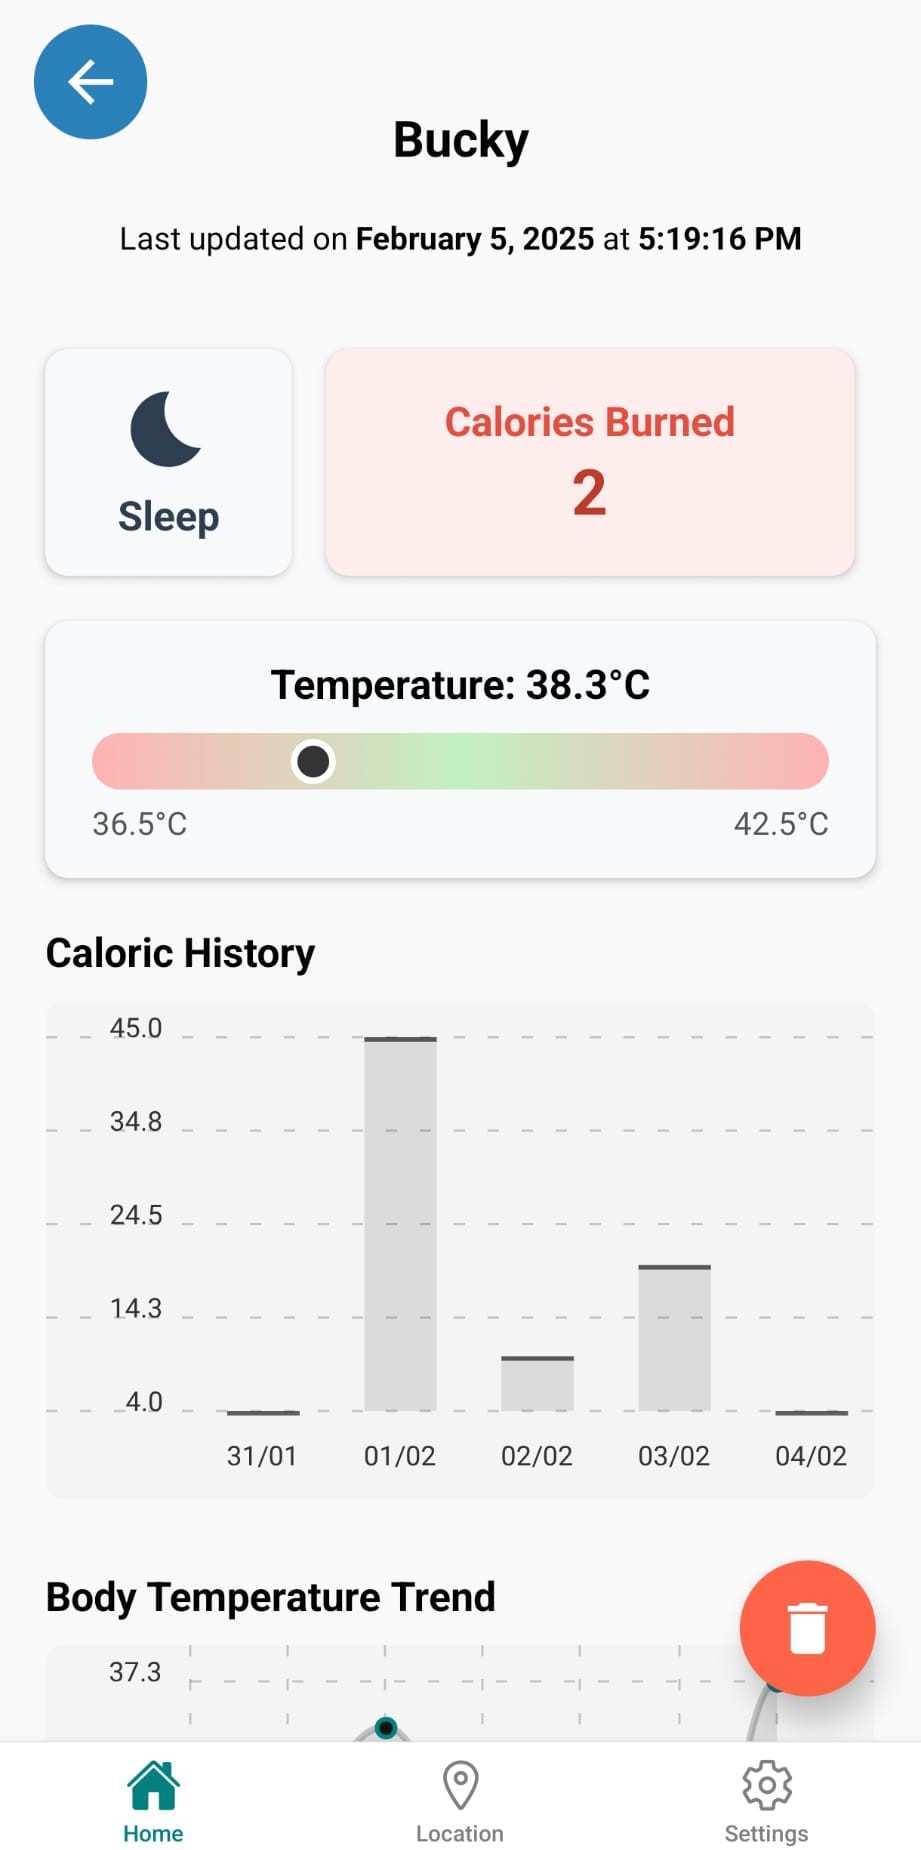 Bucky
Last updated on February 5, 2025 at 5:19:16 PM
Sleep
Calories Burned
2
Temperature: 38.3°C
36.5°C
42.5°C
Caloric History
45.0
34.8
24.5
14.3
4.0
31/01
01/02
02/02
03/02
04/02
Body Temperature Trend
37.3
Home
Location
Settings